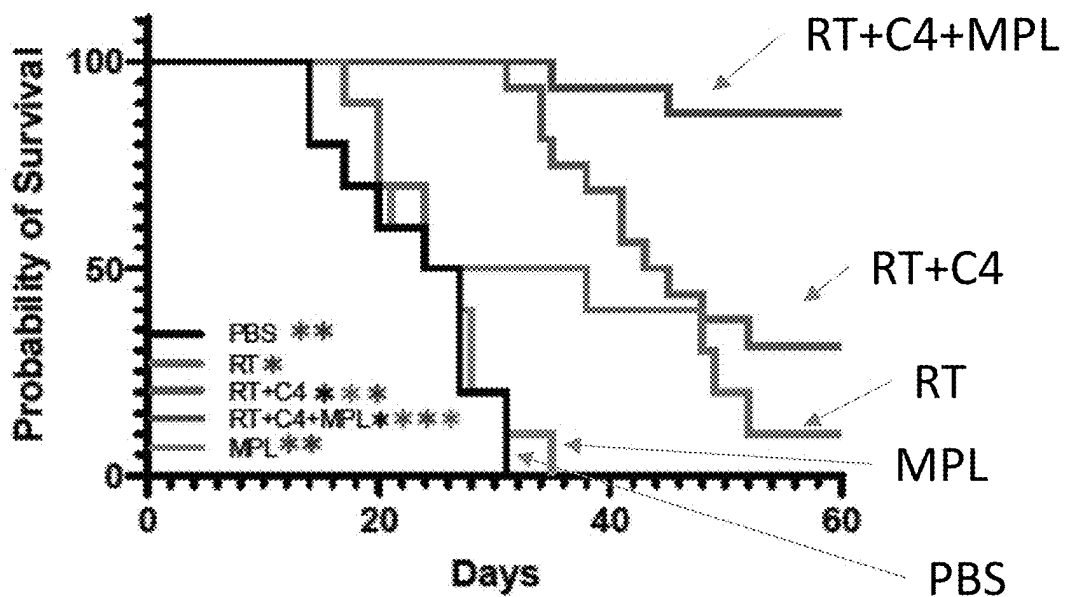 RT+C4+MPL
100
Probability of Survival
50
RT+C4
PBS **
RT*
RT+C4 ***
RT+C4+MPL****
MPL**
RT
MPL
0
0 20 40 60
Days
PBS